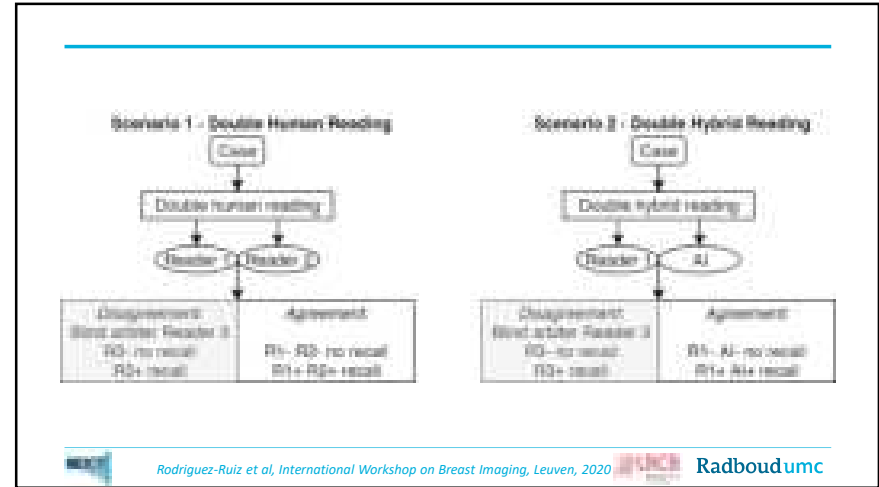 Scenario 1 - Double Human Reading
Case
Double human reading
Reader 1 Reader 2
Disagreement:
Blind arbiter Reader 3
R3- no recall
R3+ recall
Agreement:
R1- R2- no recall
R1+ R2+ recall
Scenario 2 - Double Hybrid Reading
Case
Double hybrid reading
Reader 1 AI
Disagreement:
Blind arbiter Reader 3
R3- no recall
R3+ recall
Agreement:
R1- AI- no recall
R1+ AI+ recall
Rodriguez-Ruiz et al, International Workshop on Breast Imaging, Leuven, 2020
LRCB
Radboudumc